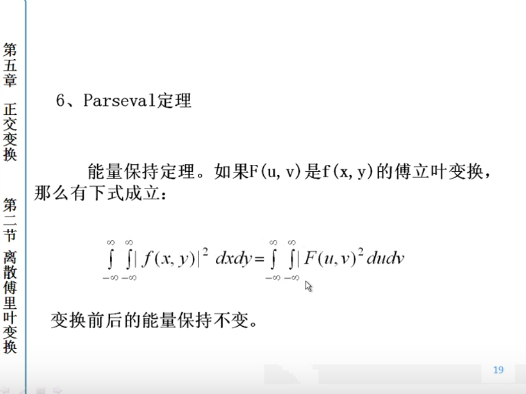 第五章 正交变换 第二节 离散傅里叶变换
6、Parseval定理
能量保持定理。如果F(u,v)是f(x,y)的傅立叶变换，
那么有下式成立：
∫_{-∞}^{∞} ∫_{-∞}^{∞} |f(x, y)|² dxdy = ∫_{-∞}^{∞} ∫_{-∞}^{∞} |F(u, v)² dudv
变换前后的能量保持不变。
19